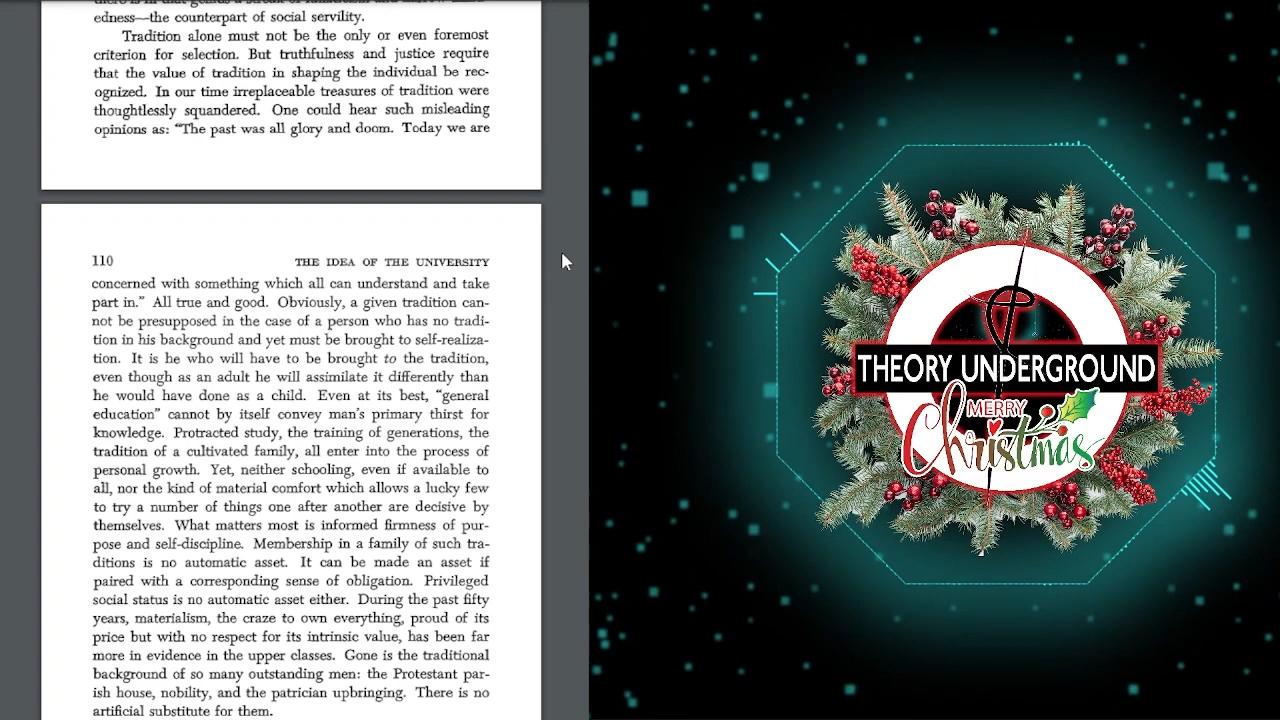 edness—the counterpart of social servility.
Tradition alone must not be the only or even foremost
criterion for selection. But truthfulness and justice require
that the value of tradition in shaping the individual be rec-
ognized. In our time irreplaceable treasures of tradition were
thoughtlessly squandered. One could hear such misleading
opinions as: "The past was all glory and doom. Today we are
110 THE IDEA OF THE UNIVERSITY
concerned with something which all can understand and take
part in." All true and good. Obviously, a given tradition can-
not be presupposed in the case of a person who has no tradi-
tion in his background and yet must be brought to self-realiza-
tion. It is he who will have to be brought to the tradition,
even though as an adult he will assimilate it differently than
he would have done as a child. Even at its best, "general
education" cannot by itself convey man's primary thirst for
knowledge. Protracted study, the training of generations, the
tradition of a cultivated family, all enter into the process of
personal growth. Yet, neither schooling, even if available to
all, nor the kind of material comfort which allows a lucky few
to try a number of things one after another are decisive by
themselves. What matters most is informed firmness of pur-
pose and self-discipline. Membership in a family of such tra-
ditions is no automatic asset. It can be made an asset if
paired with a corresponding sense of obligation. Privileged
social status is no automatic asset either. During the past fifty
years, materialism, the craze to own everything, proud of its
price but with no respect for its intrinsic value, has been far
more in evidence in the upper classes. Gone is the traditional
background of so many outstanding men: the Protestant par-
ish house, nobility, and the patrician upbringing. There is no
artificial substitute for them.
THEORY UNDERGROUND
MERRY
Christmas